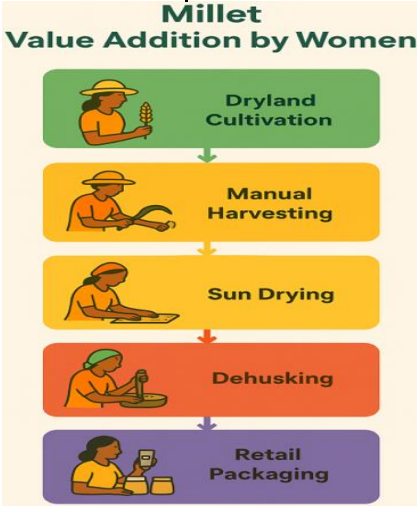 Millet
Value Addition by Women
Dryland
Cultivation
Manual
Harvesting
Sun Drying
Dehusking
Retail
Packaging